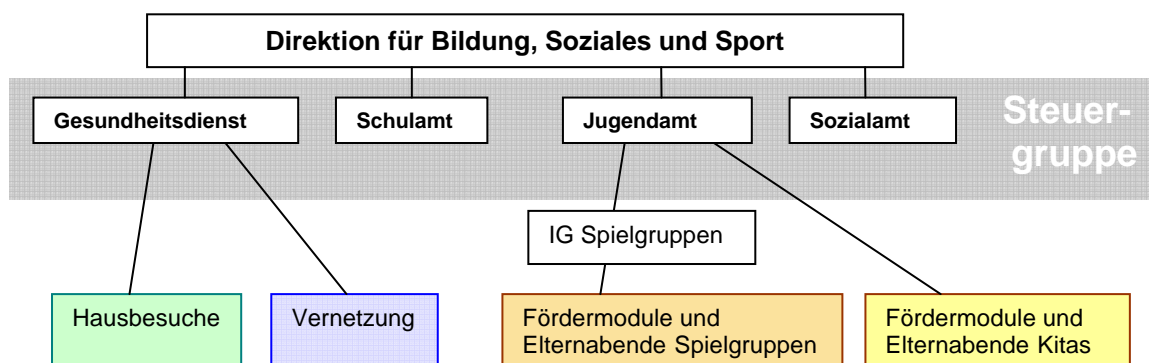 Direktion für Bildung, Soziales und Sport
Gesundheitsdienst
Schulamt
Jugendamt
Sozialamt
Steuer-
gruppe
IG Spielgruppen
Hausbesuche
Vernetzung
Fördermodule und
Elternabende Spielgruppen
Fördermodule und
Elternabende Kitas